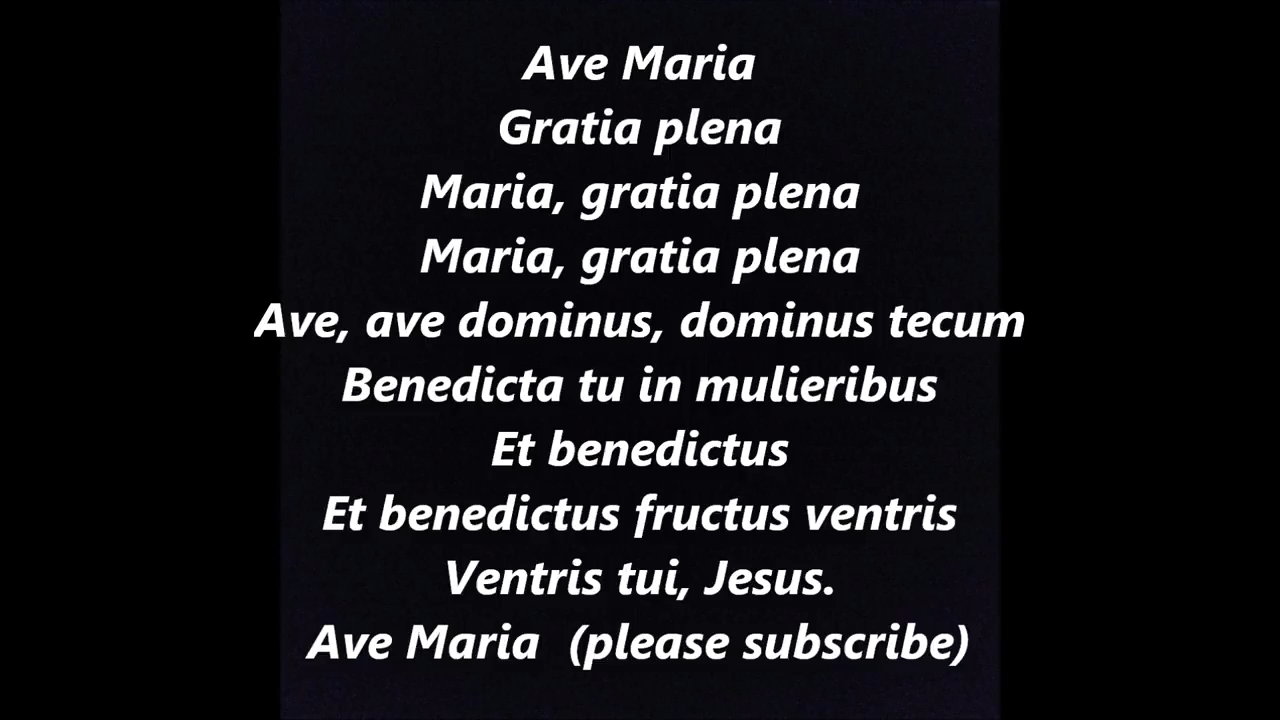 Ave Maria
Gratia plena
Maria, gratia plena
Maria, gratia plena
Ave, ave dominus, dominus tecum
Benedicta tu in mulieribus
Et benedictus
Et benedictus fructus ventris
Ventris tui, Jesus.
Ave Maria  (please subscribe)